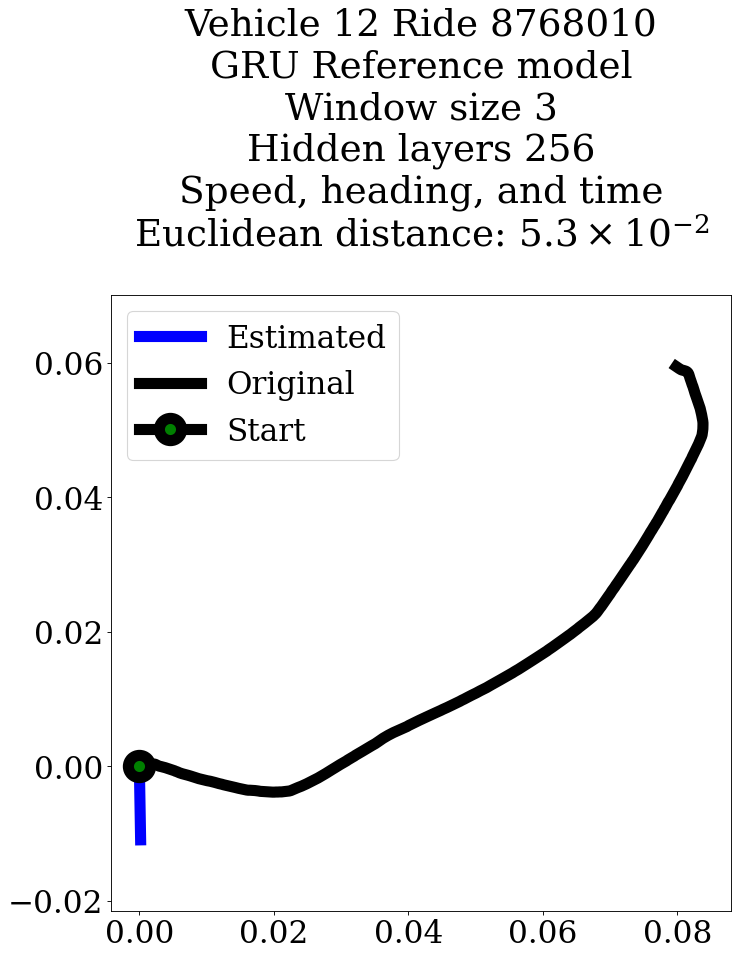 Vehicle 12 Ride 8768010
GRU Reference model
Window size 3
Hidden layers 256
Speed, heading, and time
Euclidean distance: 5.3 × 10⁻²
Estimated
Original
Start
0.06
0.04
0.02
0.00
−0.02
0.00 0.02 0.04 0.06 0.08